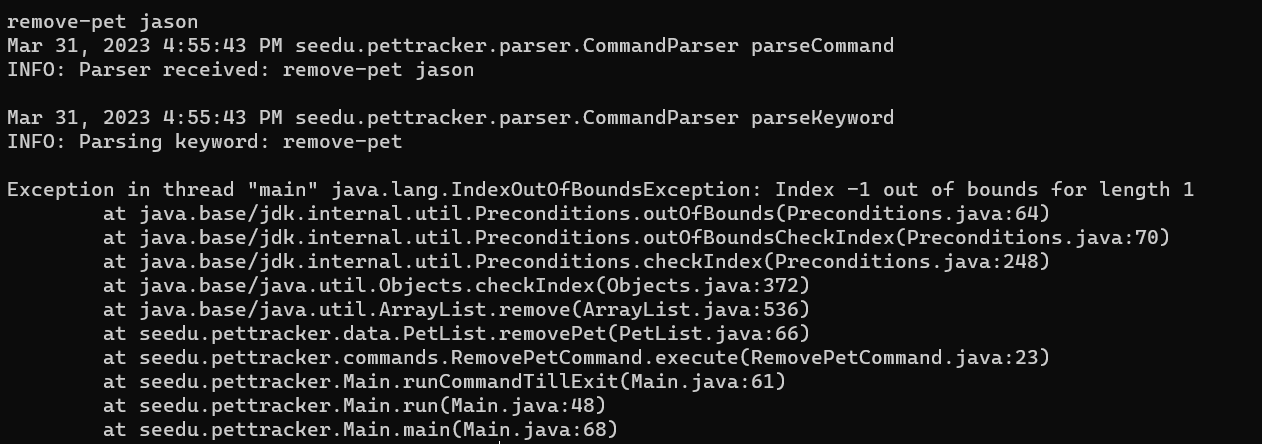 remove-pet jason
Mar 31, 2023 4:55:43 PM seedu.pettracker.parser.CommandParser parseCommand
INFO: Parser received: remove-pet jason
Mar 31, 2023 4:55:43 PM seedu.pettracker.parser.CommandParser parseKeyword
INFO: Parsing keyword: remove-pet
Exception in thread "main" java.lang.IndexOutOfBoundsException: Index -1 out of bounds for length 1
at java.base/jdk.internal.util.Preconditions.outOfBounds(Preconditions.java:64)
at java.base/jdk.internal.util.Preconditions.outOfBoundsCheckIndex(Preconditions.java:70)
at java.base/jdk.internal.util.Preconditions.checkIndex(Preconditions.java:248)
at java.base/java.util.Objects.checkIndex(Objects.java:372)
at java.base/java.util.ArrayList.remove(ArrayList.java:536)
at seedu.pettracker.data.PetList.removePet(PetList.java:66)
at seedu.pettracker.commands.RemovePetCommand.execute(RemovePetCommand.java:23)
at seedu.pettracker.Main.runCommandTillExit(Main.java:61)
at seedu.pettracker.Main.run(Main.java:48)
at seedu.pettracker.Main.main(Main.java:68)